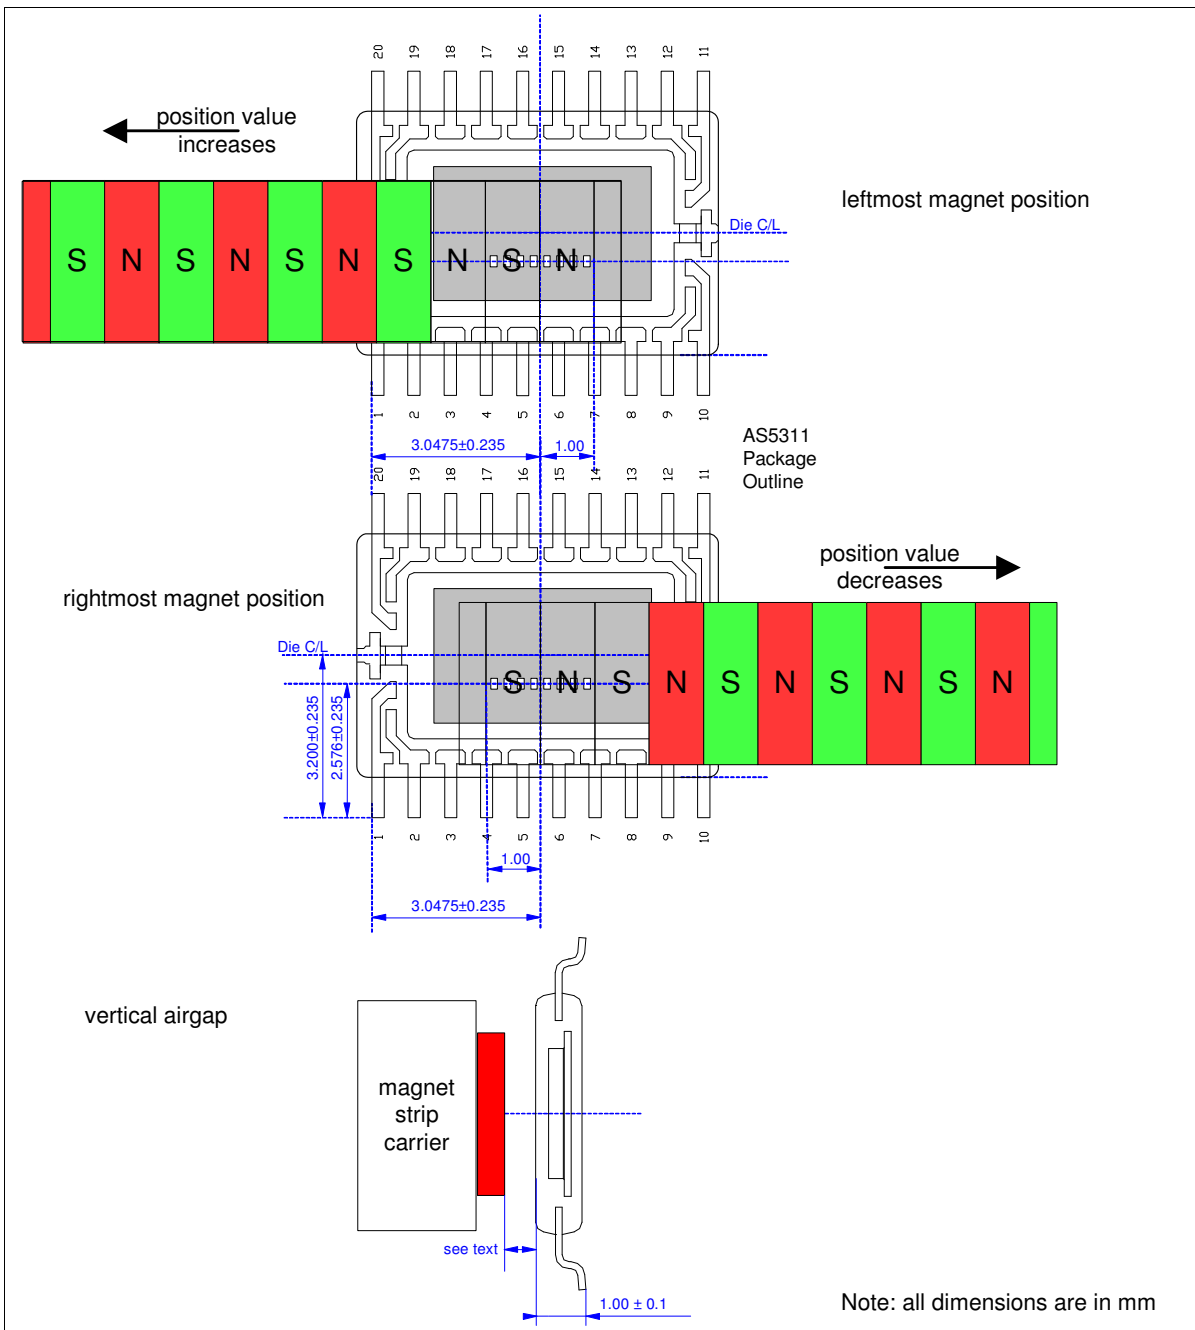 20 19 18 17 16 15 14 13 12 11
position value
increases
leftmost magnet position
Die C/L
S N S N S N S N S N
1 2 3 4 5 6 7 8 9 10
3.0475±0.235
1.00
AS5311
Package
Outline
20 19 18 17 16 15 14 13 12 11
position value
decreases
rightmost magnet position
Die C/L
S N S N S N S N S N
3.200±0.235
2.576±0.235
1 2 3 4 5 6 7 8 9 10
1.00
3.0475±0.235
vertical airgap
magnet
strip
carrier
see text
1.00 ± 0.1
Note: all dimensions are in mm